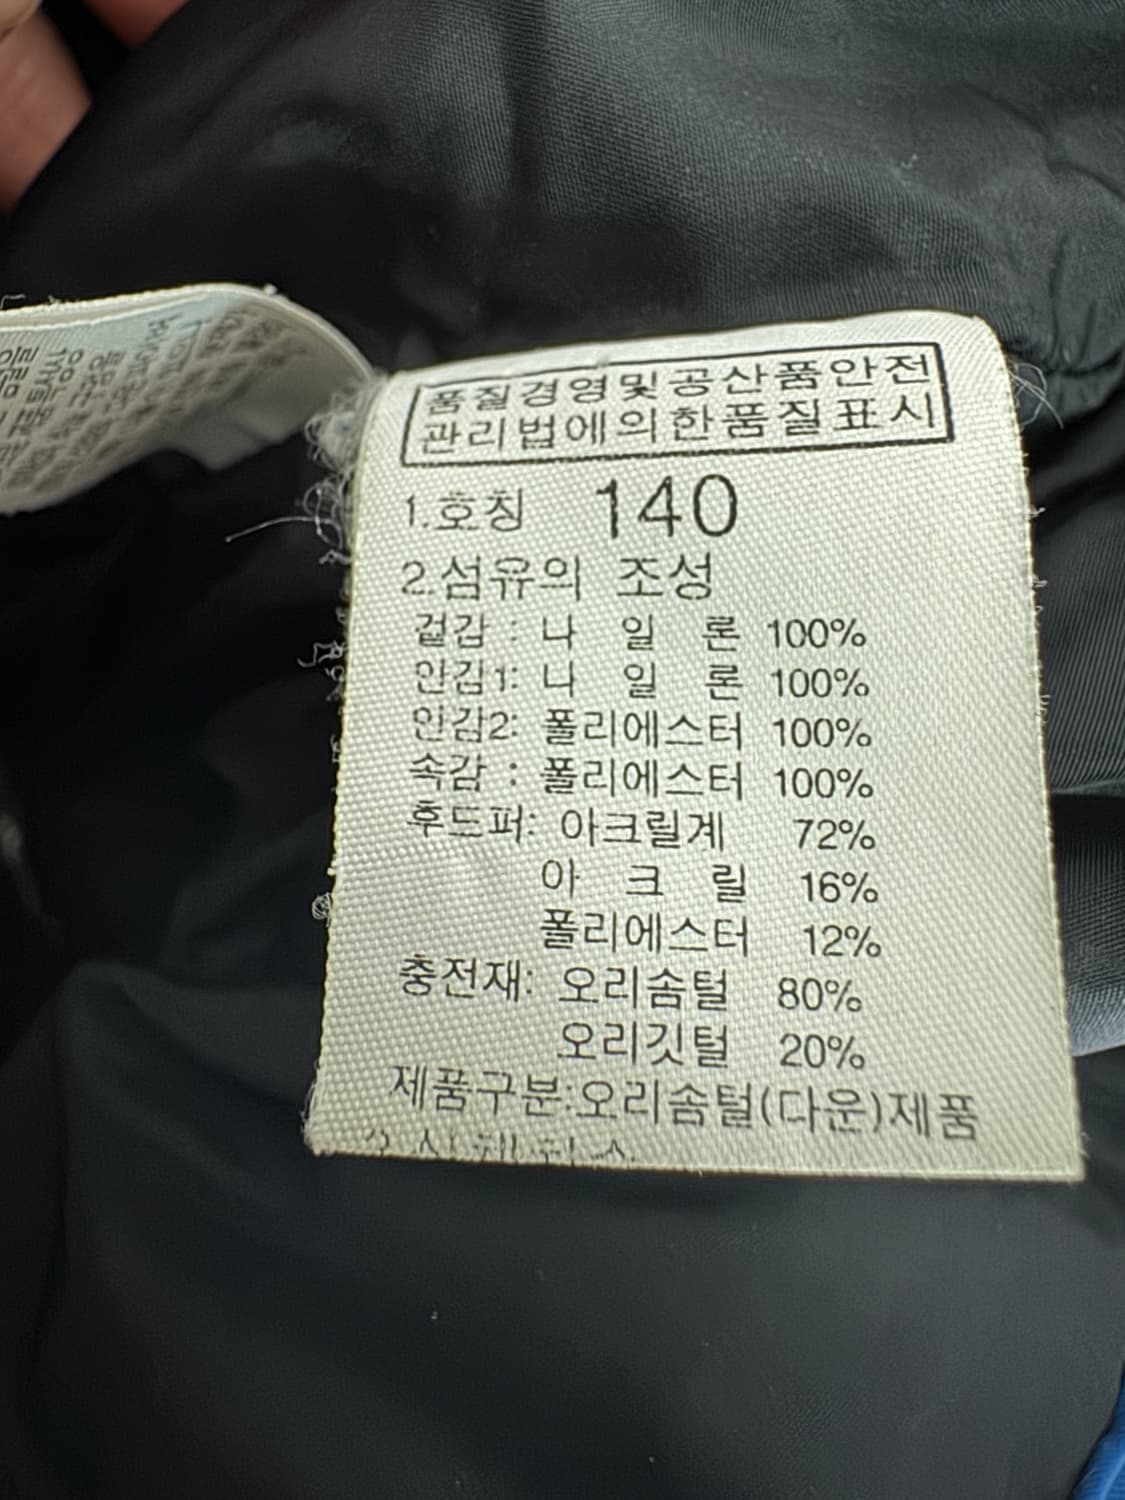 품질경영및공산품안전
관리법에의한품질표시
1.호칭 140
2.섬유의 조성
겉감 : 나 일 론 100%
안감1: 나 일 론 100%
안감2: 폴리에스터 100%
속감 : 폴리에스터 100%
후드퍼: 아크릴계 72%
아 크 릴 16%
폴리에스터 12%
충전재: 오리솜털 80%
오리깃털 20%
제품구분:오리솜털(다운)제품